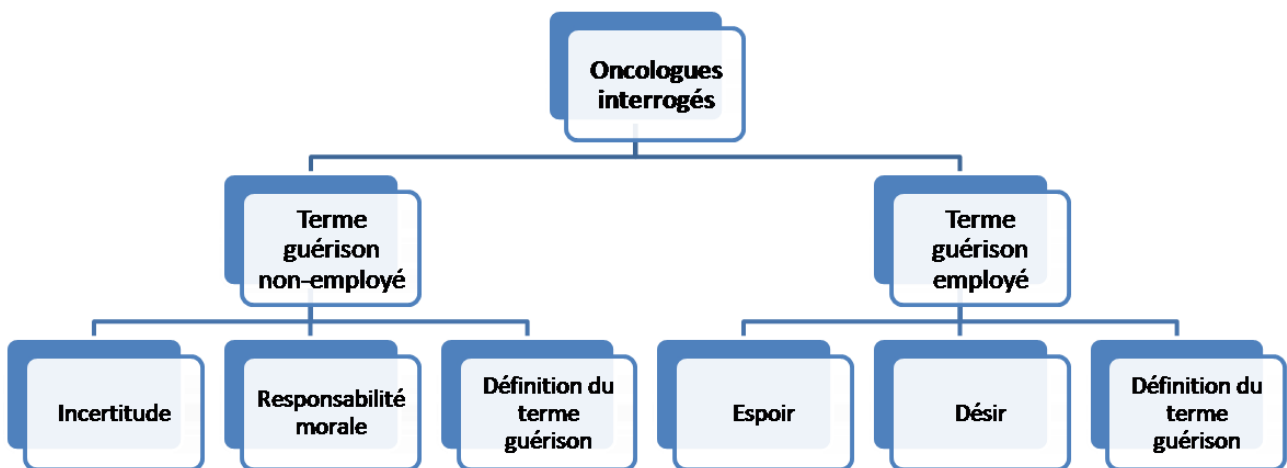 Oncologues
interrogés
Terme
guérison
non-employé
Terme
guérison
employé
Incertitude
Responsabilité
morale
Définition du
terme
guérison
Espoir
Désir
Définition du
terme
guérison